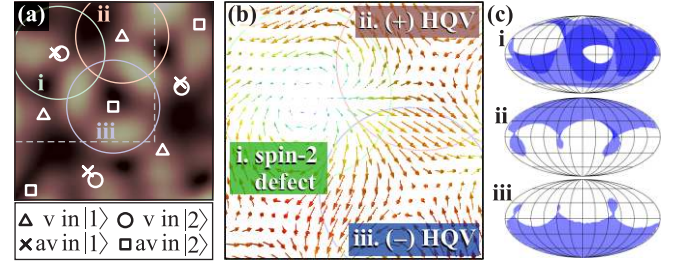 (a)
ii
i
iii
△ v in |1⟩ ○ v in |2⟩
× av in |1⟩ □ av in |2⟩
(b)
ii. (+) HQV
i. spin-2
defect
iii. (–) HQV
(c)
i
ii
iii